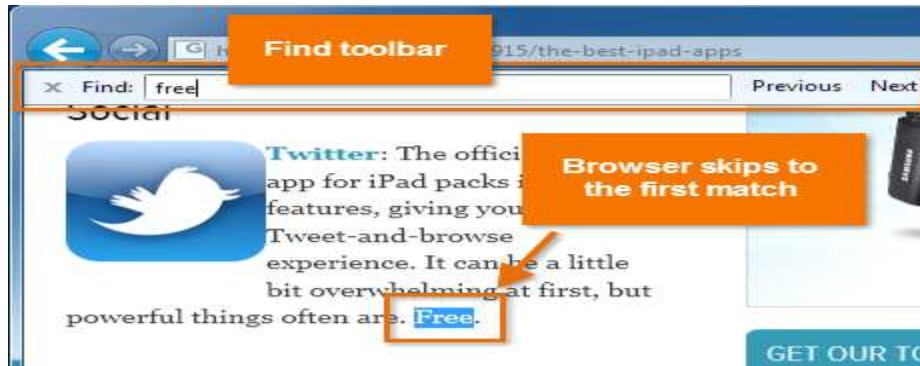 Find toolbar
915/the-best-ipad-apps
Find: free
Previous Next
Social
Twitter: The offici
Browser skips to
the first match
app for iPad packs i
features, giving you
Tweet-and-browse
experience. It can be a little
bit overwhelming at first, but
powerful things often are. Free.
SAMSUNG
GET OUR TO